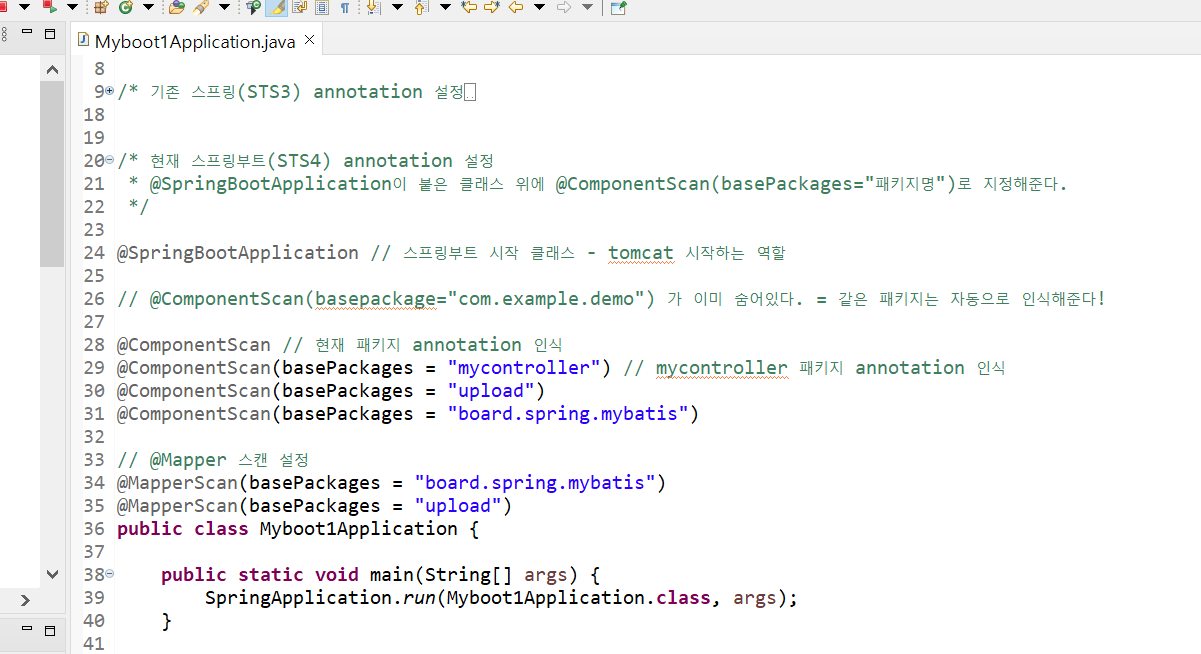 Myboot1Application.java
8
9 /* 기존 스프링(STS3) annotation 설정
18
19
20 /* 현재 스프링부트(STS4) annotation 설정
21 * @SpringBootApplication이 붙은 클래스 위에 @ComponentScan(basePackages="패키지명")로 지정해준다.
22 */
23
24 @SpringBootApplication // 스프링부트 시작 클래스 - tomcat 시작하는 역할
25
26 // @ComponentScan(basepackage="com.example.demo") 가 이미 숨어있다. = 같은 패키지는 자동으로 인식해준다!
27
28 @ComponentScan // 현재 패키지 annotation 인식
29 @ComponentScan(basePackages = "mycontroller") // mycontroller 패키지 annotation 인식
30 @ComponentScan(basePackages = "upload")
31 @ComponentScan(basePackages = "board.spring.mybatis")
32
33 // @Mapper 스캔 설정
34 @MapperScan(basePackages = "board.spring.mybatis")
35 @MapperScan(basePackages = "upload")
36 public class Myboot1Application {
37
38 public static void main(String[] args) {
39 SpringApplication.run(Myboot1Application.class, args);
40 }
41